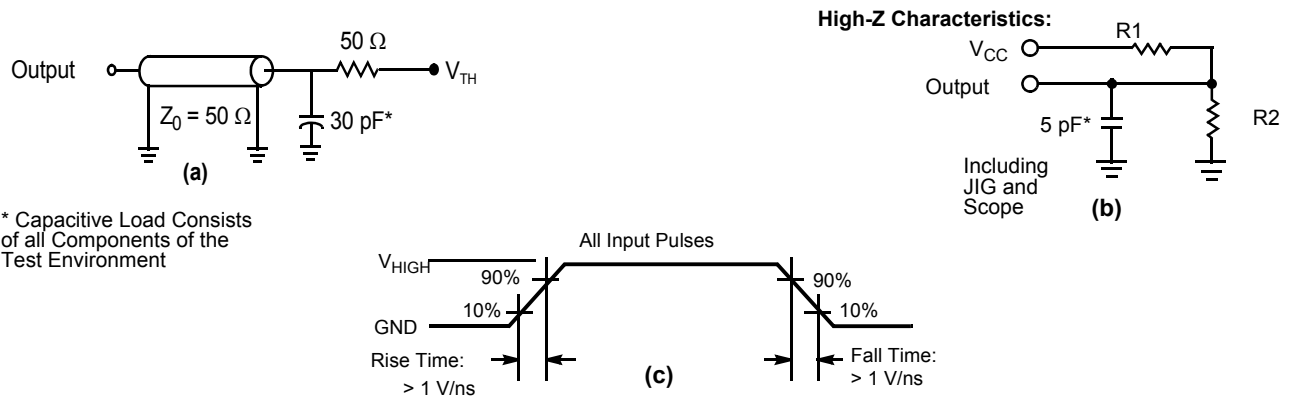 50 Ω
Output
V_TH
Z_0 = 50 Ω
30 pF*
(a)
* Capacitive Load Consists
of all Components of the
Test Environment
High-Z Characteristics:
R1
V_CC
Output
5 pF*
R2
Including
JIG and
Scope
(b)
All Input Pulses
V_HIGH
90%
90%
10%
10%
GND
Rise Time:
> 1 V/ns
(c)
Fall Time:
> 1 V/ns